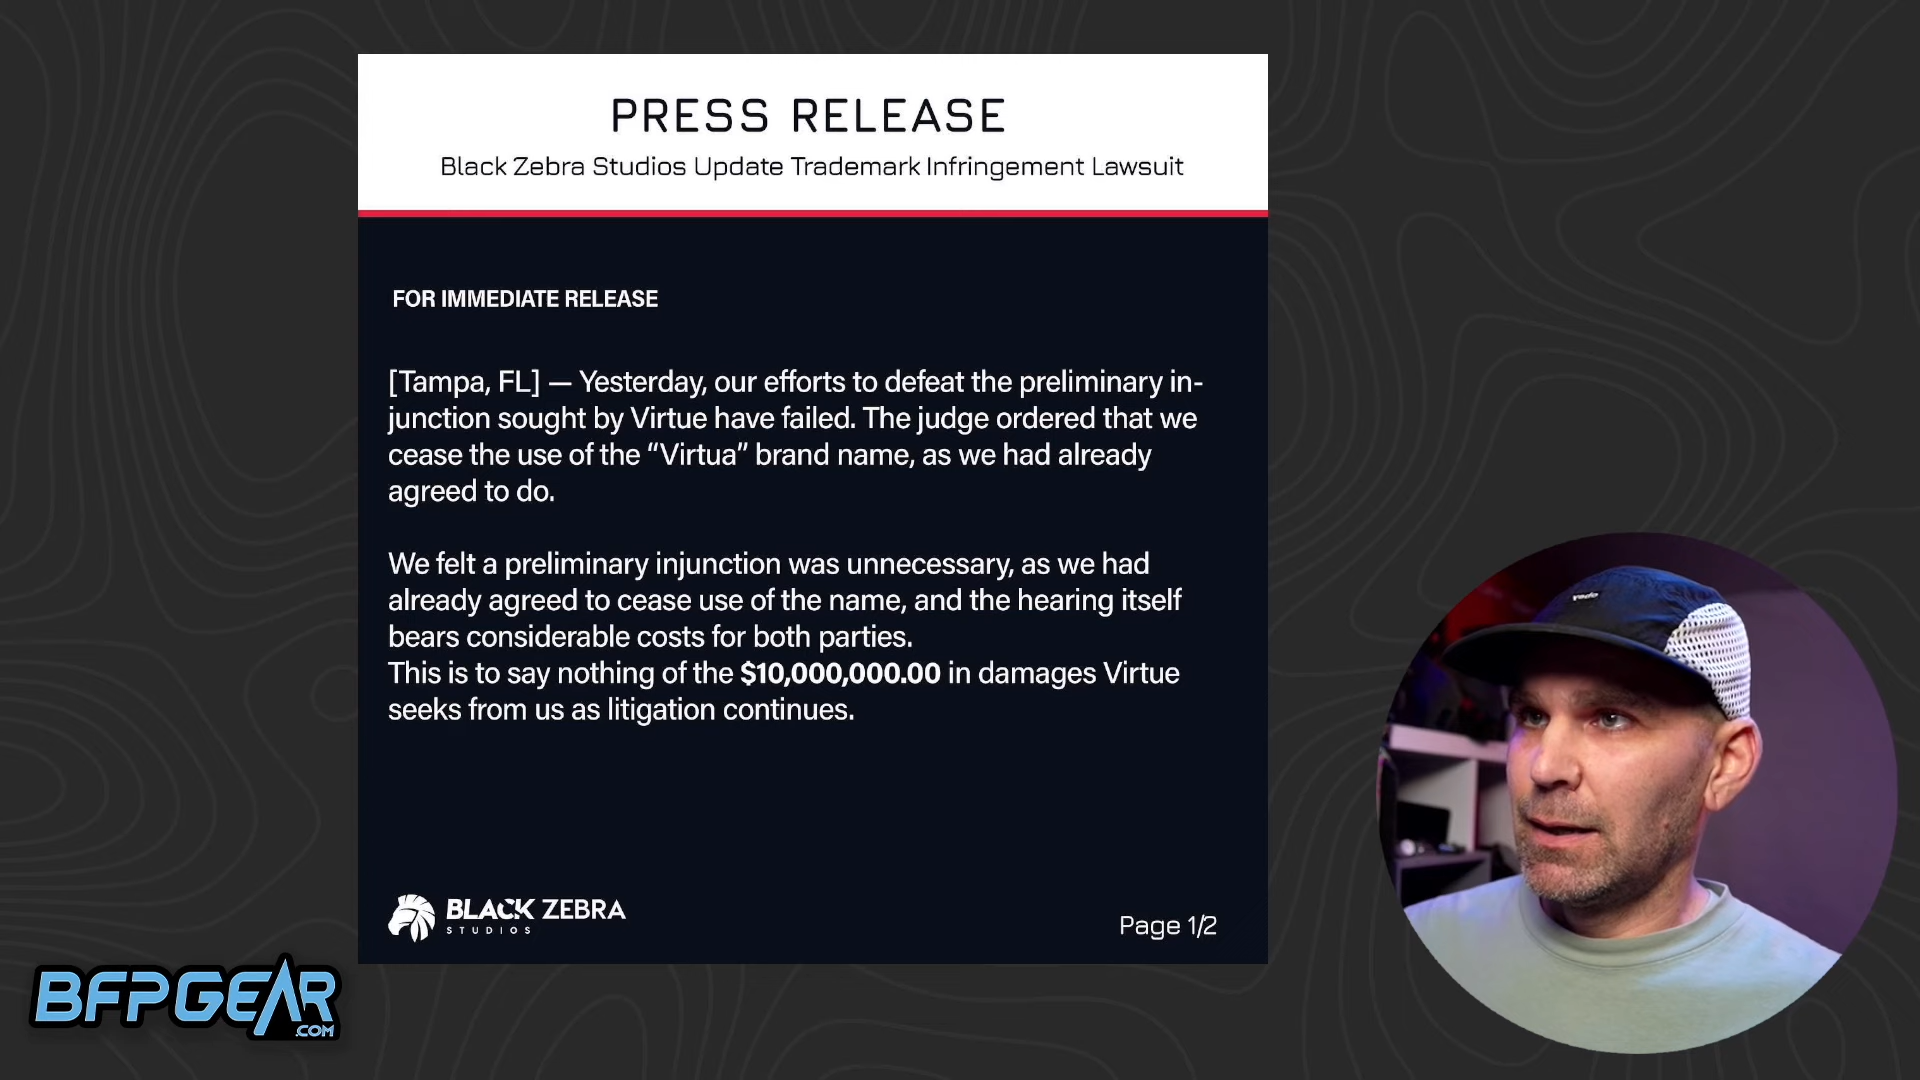 PRESS RELEASE
Black Zebra Studios Update Trademark Infringement Lawsuit
FOR IMMEDIATE RELEASE
[Tampa, FL] — Yesterday, our efforts to defeat the preliminary in-
junction sought by Virtue have failed. The judge ordered that we
cease the use of the “Virtua” brand name, as we had already
agreed to do.
We felt a preliminary injunction was unnecessary, as we had
already agreed to cease use of the name, and the hearing itself
bears considerable costs for both parties.
This is to say nothing of the $10,000,000.00 in damages Virtue
seeks from us as litigation continues.
BLACK ZEBRA
STUDIOS
Page 1/2
BFPGEAR
.COM